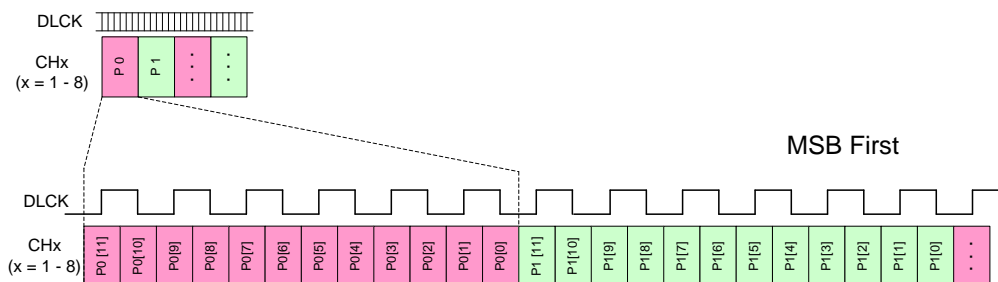 DLCK
CHx
(x = 1 - 8)
P 0
P 1
. . .
. . .
MSB First
DLCK
CHx
(x = 1 - 8)
P0 [11]
P0[10]
P0[9]
P0[8]
P0[7]
P0[6]
P0[5]
P0[4]
P0[3]
P0[2]
P0[1]
P0[0]
P1 [11]
P1[10]
P1[9]
P1[8]
P1[7]
P1[6]
P1[5]
P1[4]
P1[3]
P1[2]
P1[1]
P1[0]
. . .